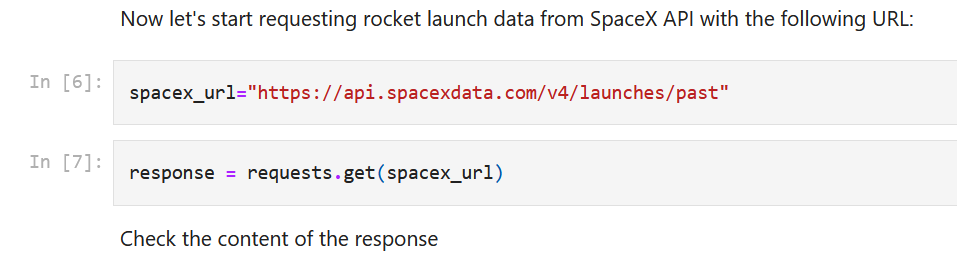 Now let's start requesting rocket launch data from SpaceX API with the following URL:
In [6]: spacex_url="https://api.spacexdata.com/v4/launches/past"
In [7]: response = requests.get(spacex_url)
Check the content of the response